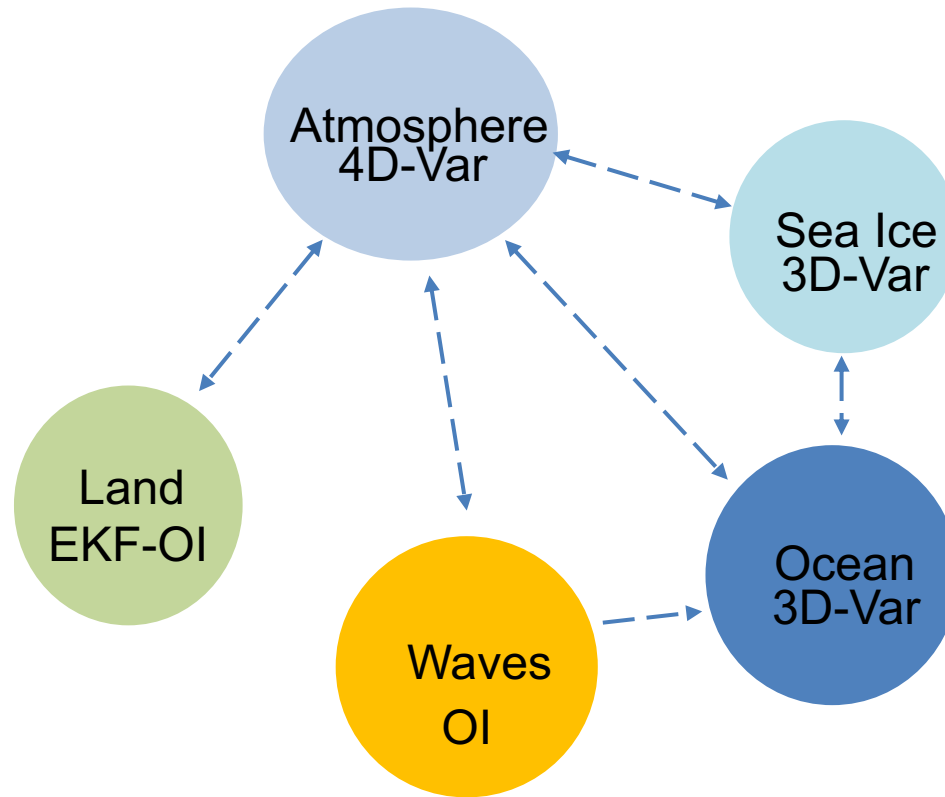 Atmosphere
4D-Var
Sea Ice
3D-Var
Land
EKF-OI
Ocean
3D-Var
Waves
OI